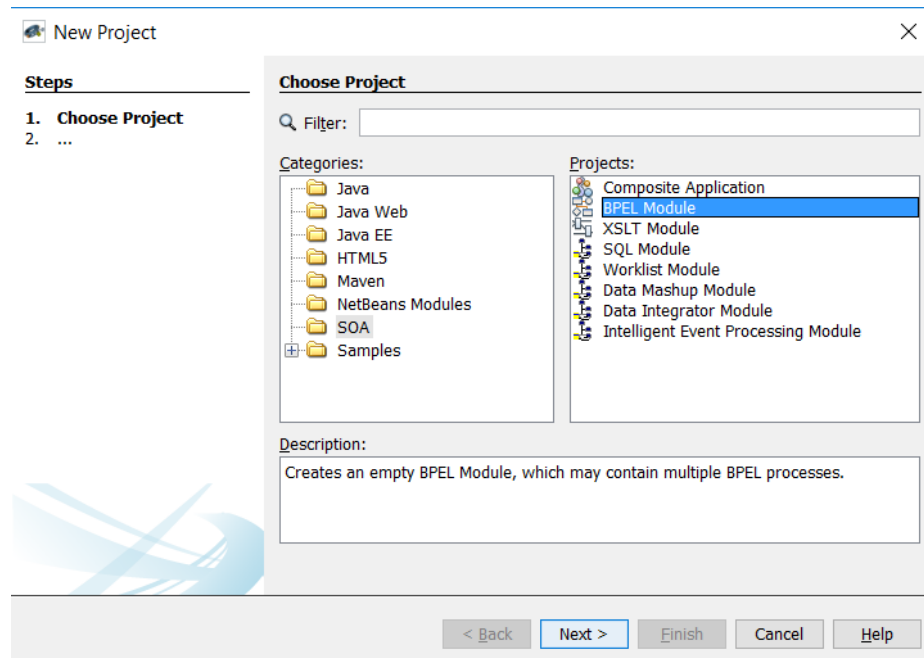 New Project
Steps
1. Choose Project
2. ...
Choose Project
Filter:
Categories:
Java
Java Web
Java EE
HTML5
Maven
NetBeans Modules
SOA
Samples
Projects:
Composite Application
BPEL Module
XSLT Module
SQL Module
Worklist Module
Data Mashup Module
Data Integrator Module
Intelligent Event Processing Module
Description:
Creates an empty BPEL Module, which may contain multiple BPEL processes.
< Back Next > Finish Cancel Help